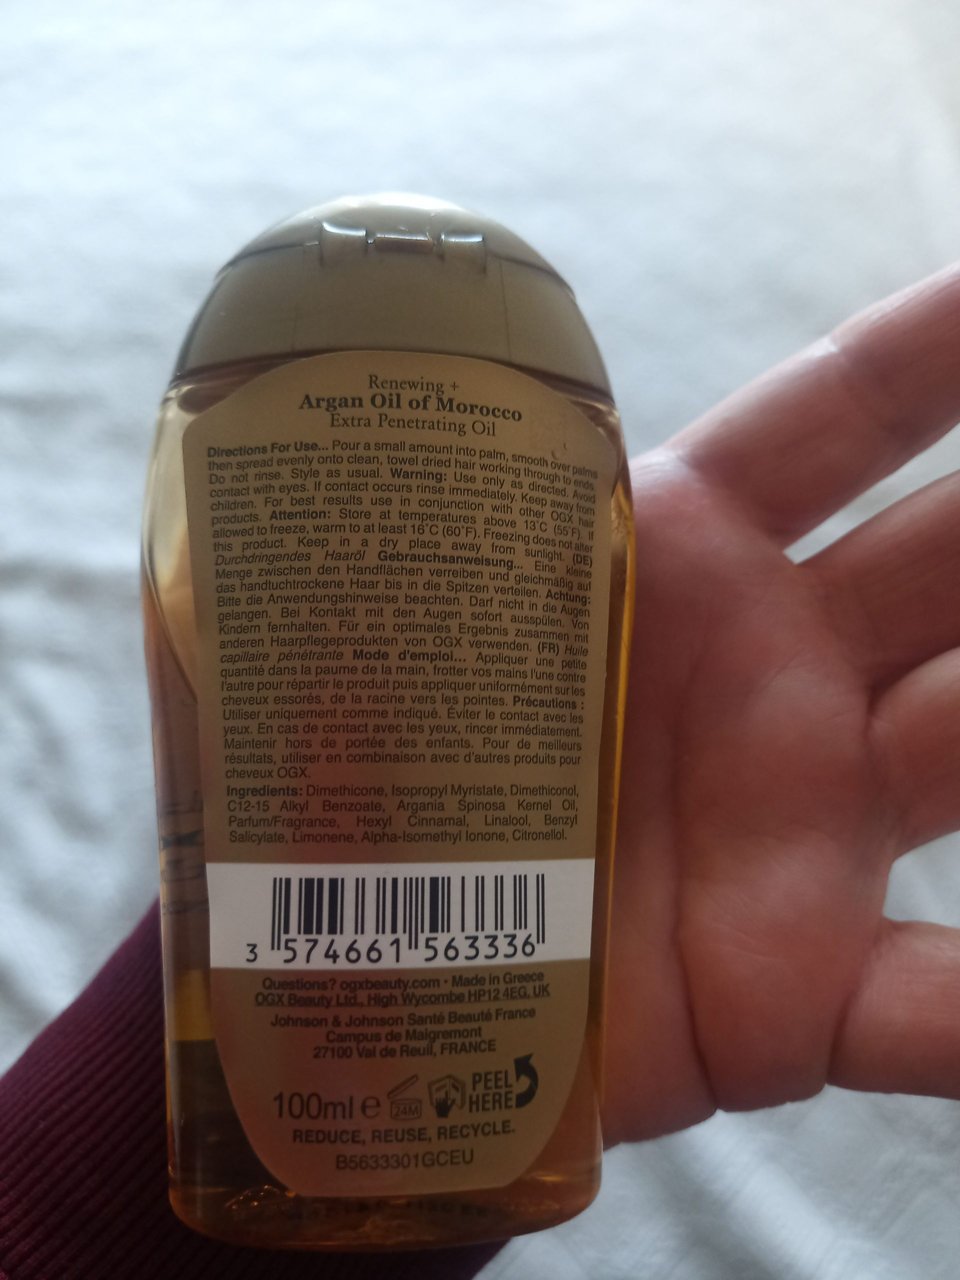 Renewing +
Argan Oil of Morocco
Extra Penetrating Oil
Directions For Use... Pour a small amount into palm, smooth over palms
then spread evenly onto clean, towel dried hair working through to ends.
Do not rinse. Style as usual. Warning: Use only as directed. Avoid
contact with eyes. If contact occurs rinse immediately. Keep away from
children. For best results use in conjunction with other OGX hair
products. Attention: Store at temperatures above 13°C (55°F). If
allowed to freeze, warm to at least 16°C (60°F). Freezing does not alter
this product. Keep in a dry place away from sunlight. (DE)
Durchdringendes Haaröl Gebrauchsanweisung... Eine kleine
Menge zwischen den Handflächen verreiben und gleichmäßig auf
das handtuchtrockene Haar bis in die Spitzen verteilen. Achtung:
Bitte die Anwendungshinweise beachten. Darf nicht in die Augen
gelangen. Bei Kontakt mit den Augen sofort ausspülen. Von
Kindern fernhalten. Für ein optimales Ergebnis zusammen mit
anderen Haarpflegeprodukten von OGX verwenden. (FR) Huile
capillaire pénétrante Mode d'emploi... Appliquer une petite
quantité dans la paume de la main, frotter vos mains l'une contre
l'autre pour répartir le produit puis appliquer uniformément sur les
cheveux essorés, de la racine vers les pointes. Précautions :
Utiliser uniquement comme indiqué. Éviter le contact avec les
yeux. En cas de contact avec les yeux, rincer immédiatement.
Maintenir hors de portée des enfants. Pour de meilleurs
résultats, utiliser en combinaison avec d'autres produits pour
cheveux OGX.
Ingredients: Dimethicone, Isopropyl Myristate, Dimethiconol,
C12-15 Alkyl Benzoate, Argania Spinosa Kernel Oil,
Parfum/Fragrance, Hexyl Cinnamal, Linalool, Benzyl
Salicylate, Limonene, Alpha-Isomethyl Ionone, Citronellol.
3 574661 563336
Questions? ogxbeauty.com • Made in Greece
OGX Beauty Ltd., High Wycombe HP12 4EG, UK
Johnson & Johnson Santé Beauté France
Campus de Maigremont
27100 Val de Reuil, FRANCE
100ml e 24M PEEL
HERE
REDUCE, REUSE, RECYCLE.
B5633301GCEU